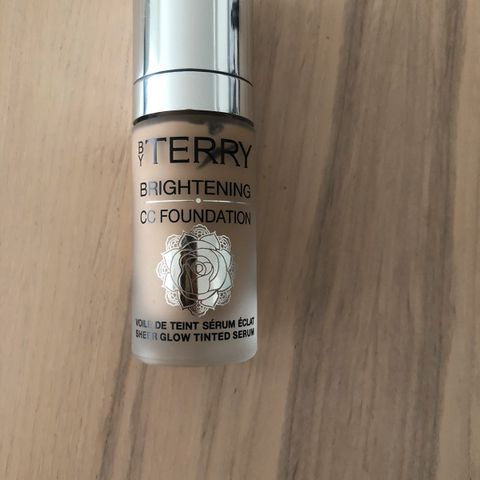 BY TERRY
BRIGHTENING
CC FOUNDATION
VOILE DE TEINT SÉRUM ÉCLAT
SHEER GLOW TINTED SERUM